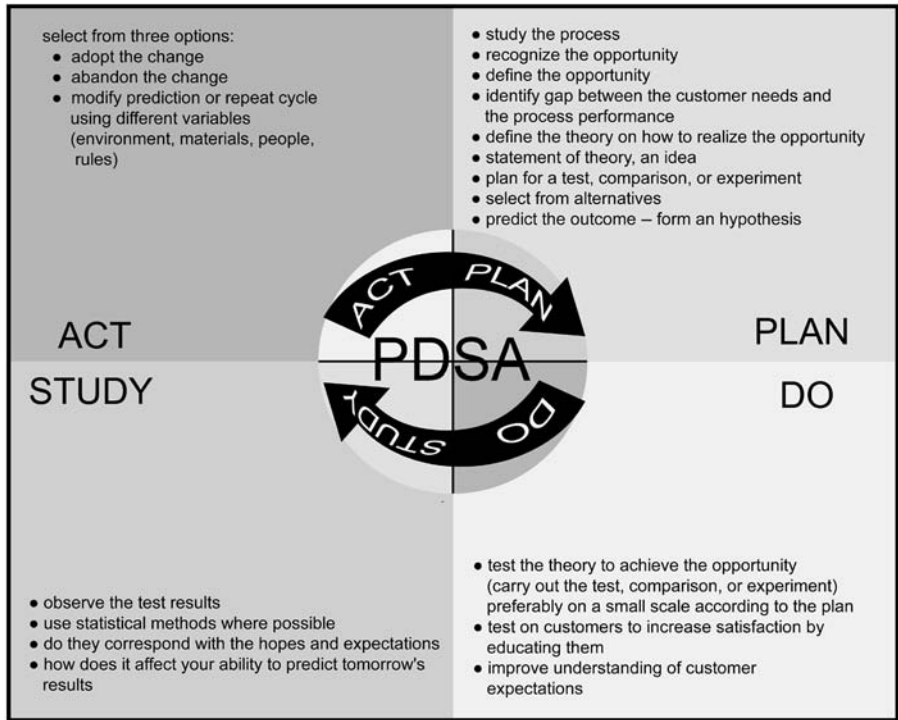 select from three options:
● adopt the change
● abandon the change
● modify prediction or repeat cycle
using different variables
(environment, materials, people,
rules)
ACT
● study the process
● recognize the opportunity
● define the opportunity
● identify gap between the customer needs and
the process performance
● define the theory on how to realize the opportunity
● statement of theory, an idea
● plan for a test, comparison, or experiment
● select from alternatives
● predict the outcome – form an hypothesis
PLAN
ACT PLAN
PDSA
STUDY DO
STUDY
● observe the test results
● use statistical methods where possible
● do they correspond with the hopes and expectations
● how does it affect your ability to predict tomorrow's
results
DO
● test the theory to achieve the opportunity
(carry out the test, comparison, or experiment)
preferably on a small scale according to the plan
● test on customers to increase satisfaction by
educating them
● improve understanding of customer
expectations